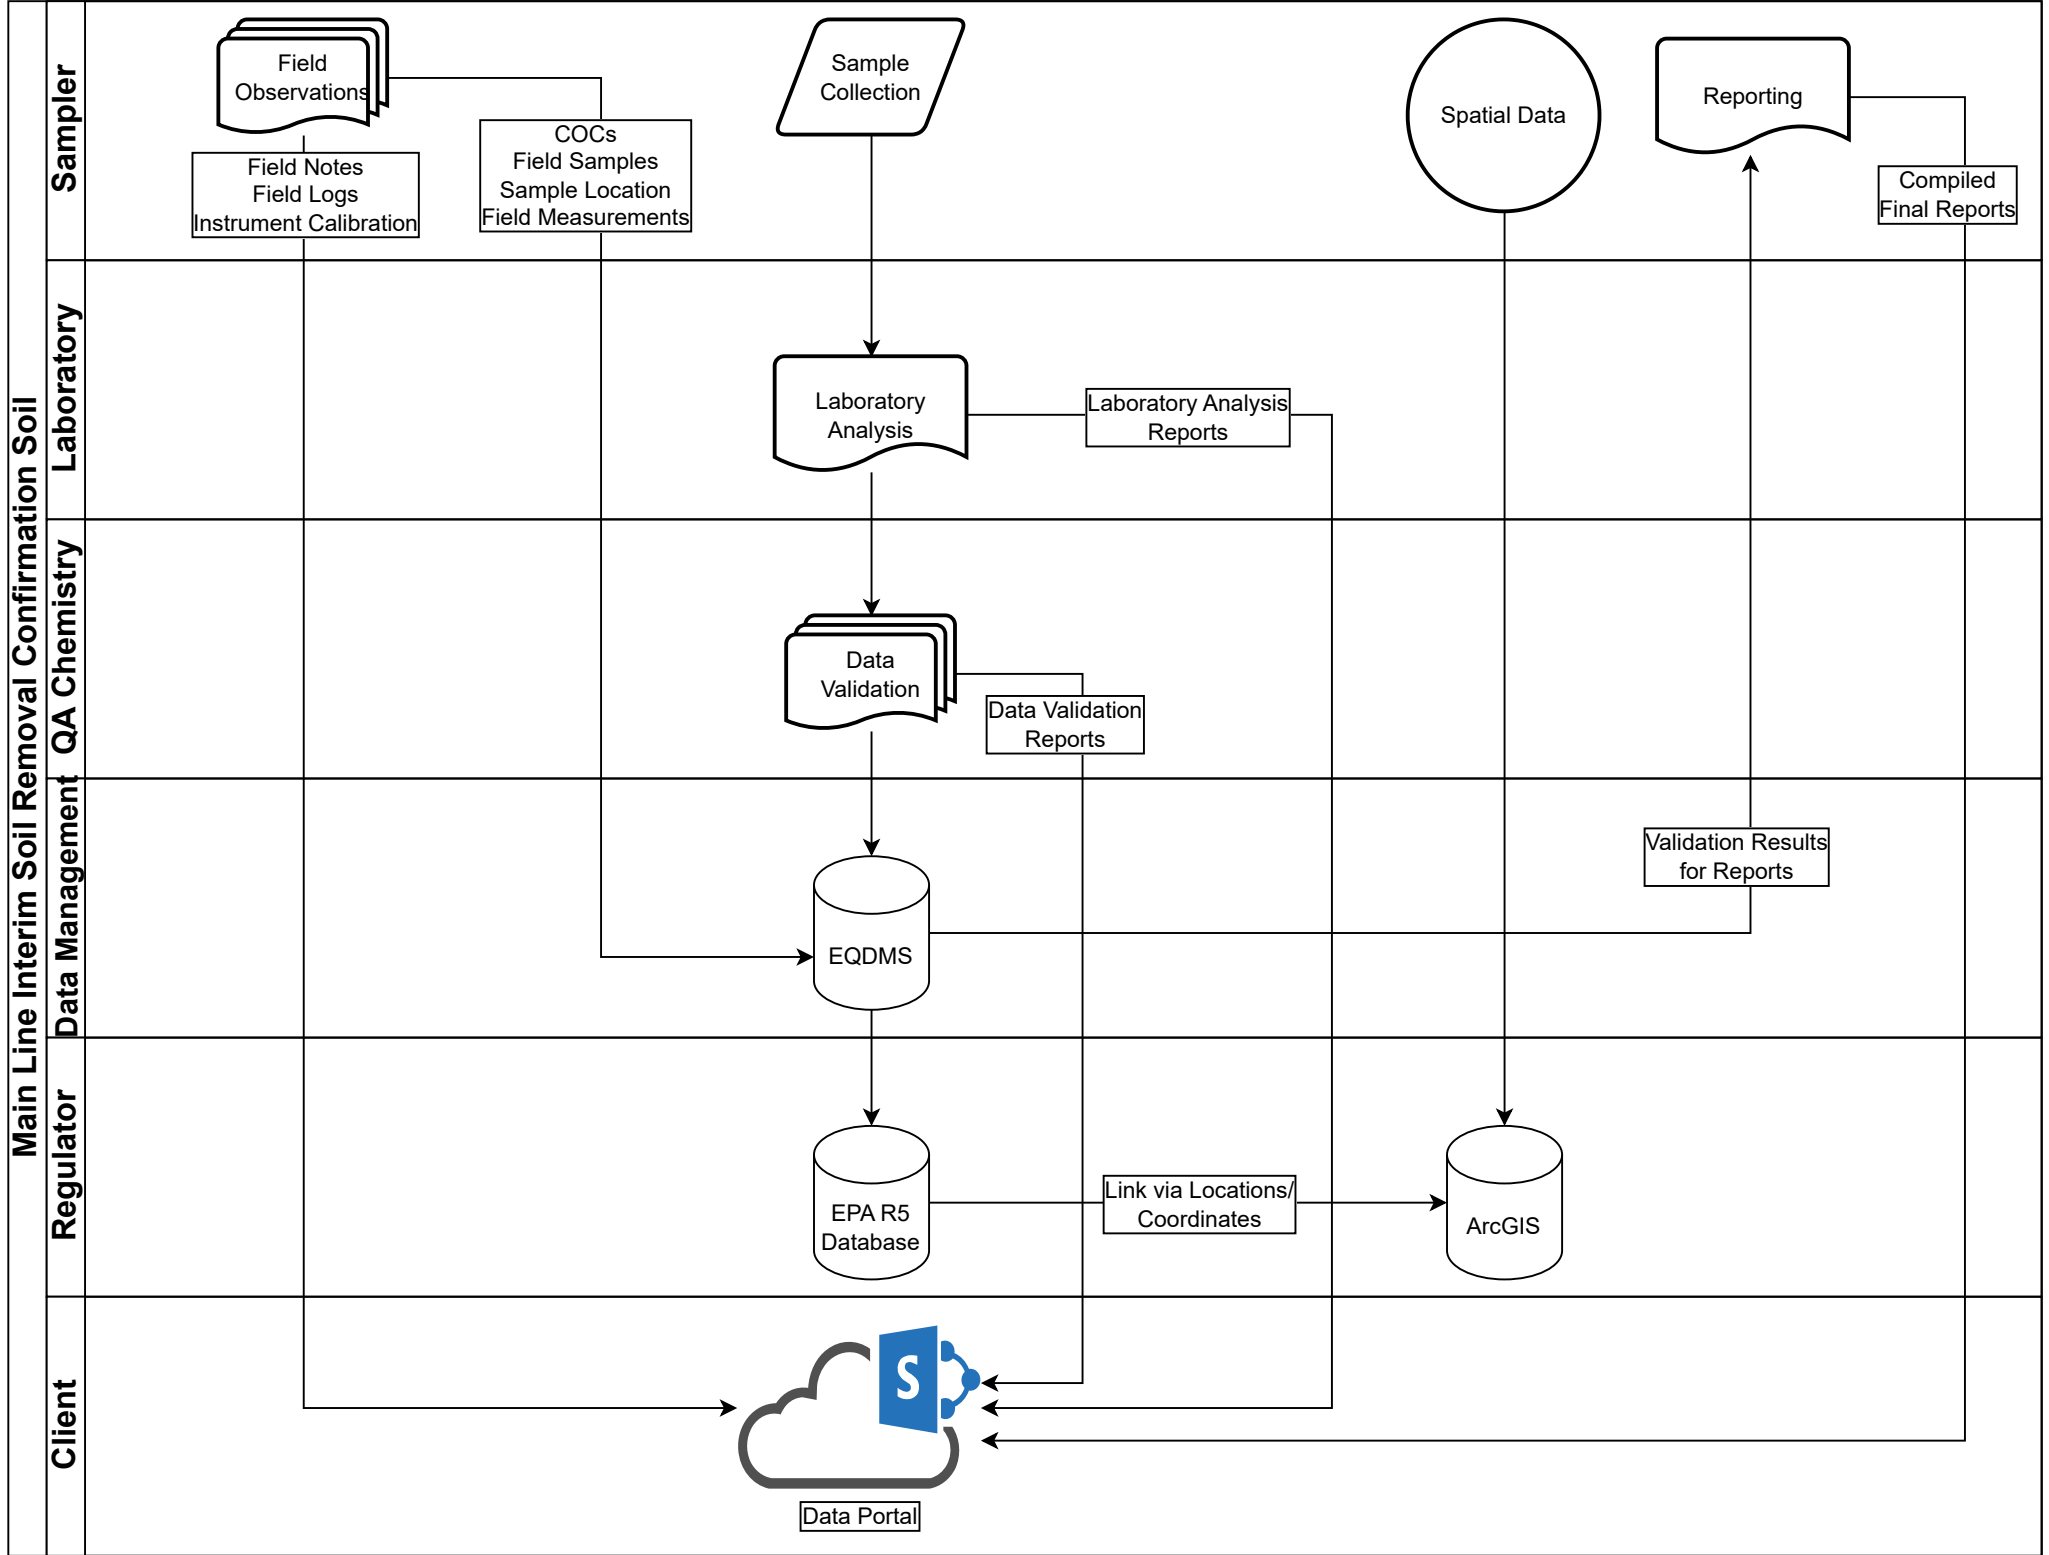 Main Line Interim Soil Removal Confirmation Soil
Sampler
Field
Observations
Sample
Collection
Spatial Data
Reporting
Field Notes
Field Logs
Instrument Calibration
COCs
Field Samples
Sample Location
Field Measurements
Compiled
Final Reports
Laboratory
Laboratory
Analysis
Laboratory Analysis
Reports
QA Chemistry
Data
Validation
Data Validation
Reports
Data Management
EQDMS
Validation Results
for Reports
Regulator
EPA R5
Database
Link via Locations/
Coordinates
ArcGIS
Client
S
Data Portal